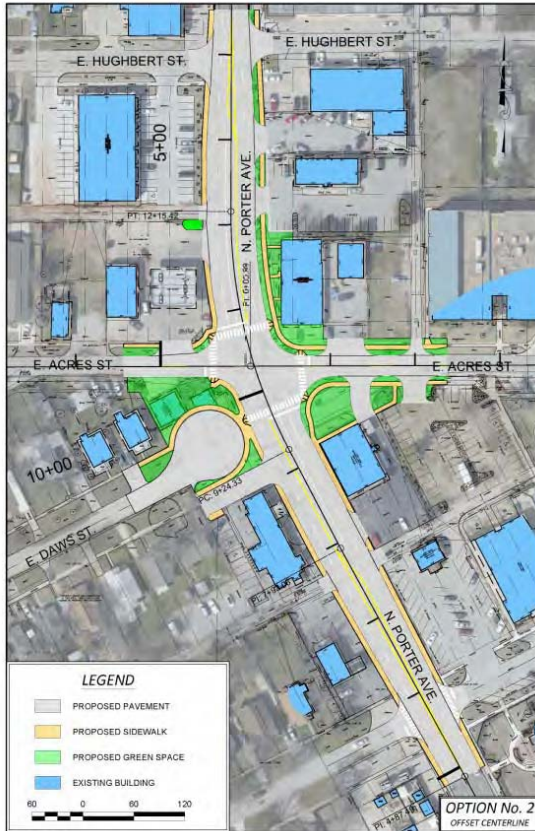 E. HUGHBERT ST.
E. HUGHBERT ST.
5+00
N. PORTER AVE.
PT: 12+15.42
E. ACRES ST.
E. ACRES ST.
10+00
PC: 9+24.33
E. DAWS ST.
N. PORTER AVE.
LEGEND
PROPOSED PAVEMENT
PROPOSED SIDEWALK
PROPOSED GREEN SPACE
EXISTING BUILDING
60 0 60 120
OPTION No. 2
OFFSET CENTERLINE